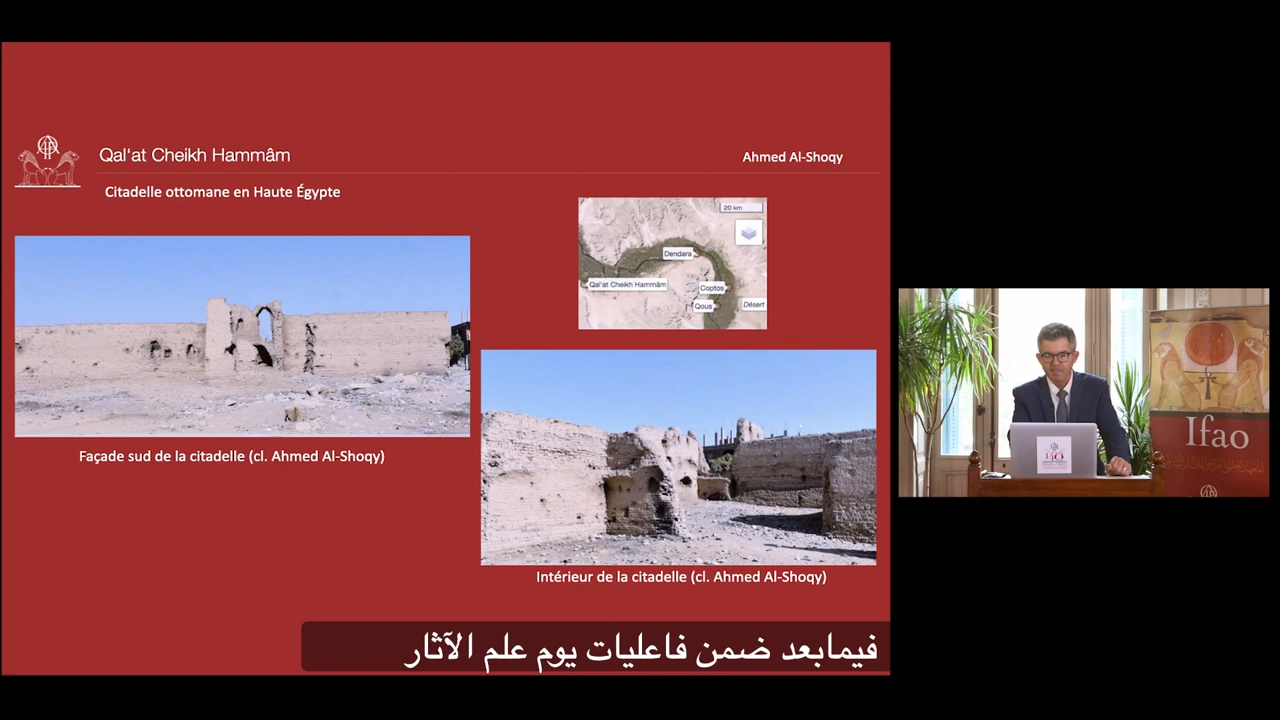 Qal'at Cheikh Hammâm
Ahmed Al-Shoqy
Citadelle ottomane en Haute Égypte
20 km
Dendara
Qal'at Cheikh Hammâm
Coptos
Qous
Désert
Façade sud de la citadelle (cl. Ahmed Al-Shoqy)
Intérieur de la citadelle (cl. Ahmed Al-Shoqy)
فيمابعد ضمن فاعليات يوم علم الآثار
Ifao